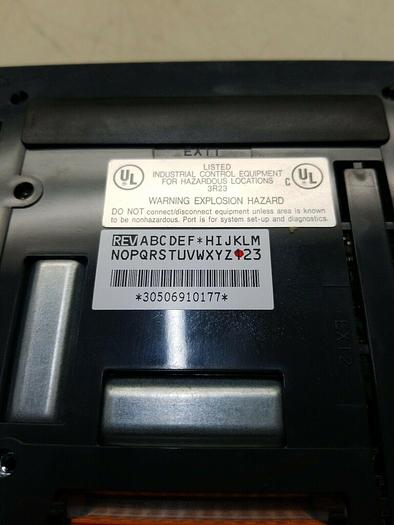 EXT1
UL LISTED UL
INDUSTRIAL CONTROL EQUIPMENT
FOR HAZARDOUS LOCATIONS
C
3R23
WARNING EXPLOSION HAZARD
DO NOT connect/disconnect equipment unless area is known
to be nonhazardous. Port is for system set-up and diagnostics.
REV ABCDEF*HIJKLM
NOPQRSTUVWXYZ123
*30506910177*
EXT2